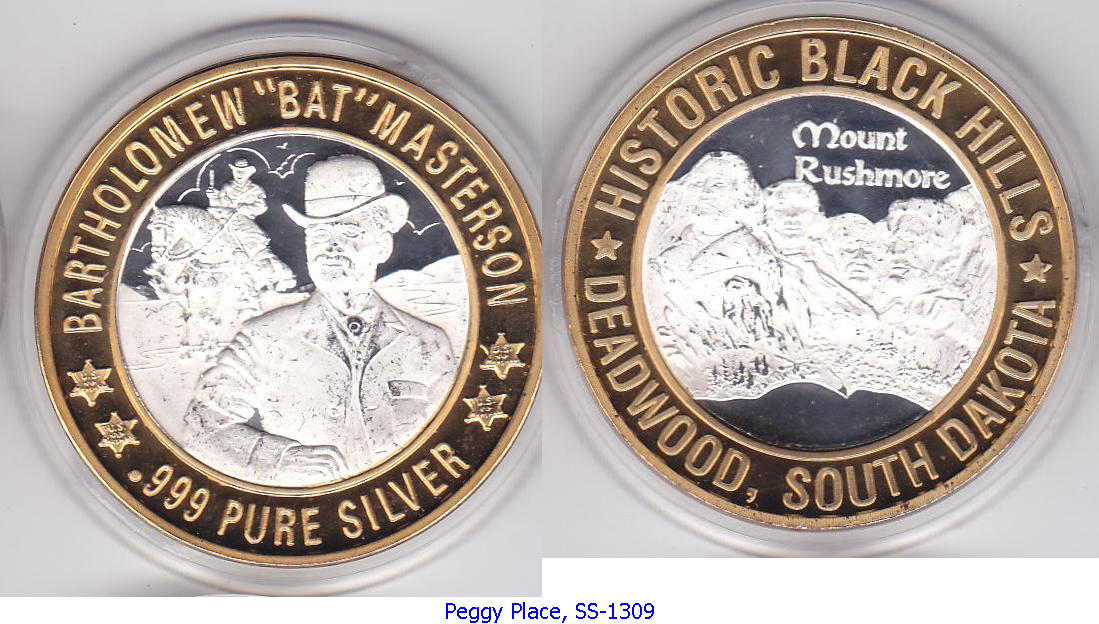 BARTHOLOMEW "BAT" MASTERSON
.999 PURE SILVER
HISTORIC BLACK HILLS
Mount
Rushmore
DEADWOOD, SOUTH DAKOTA
Peggy Place, SS-1309